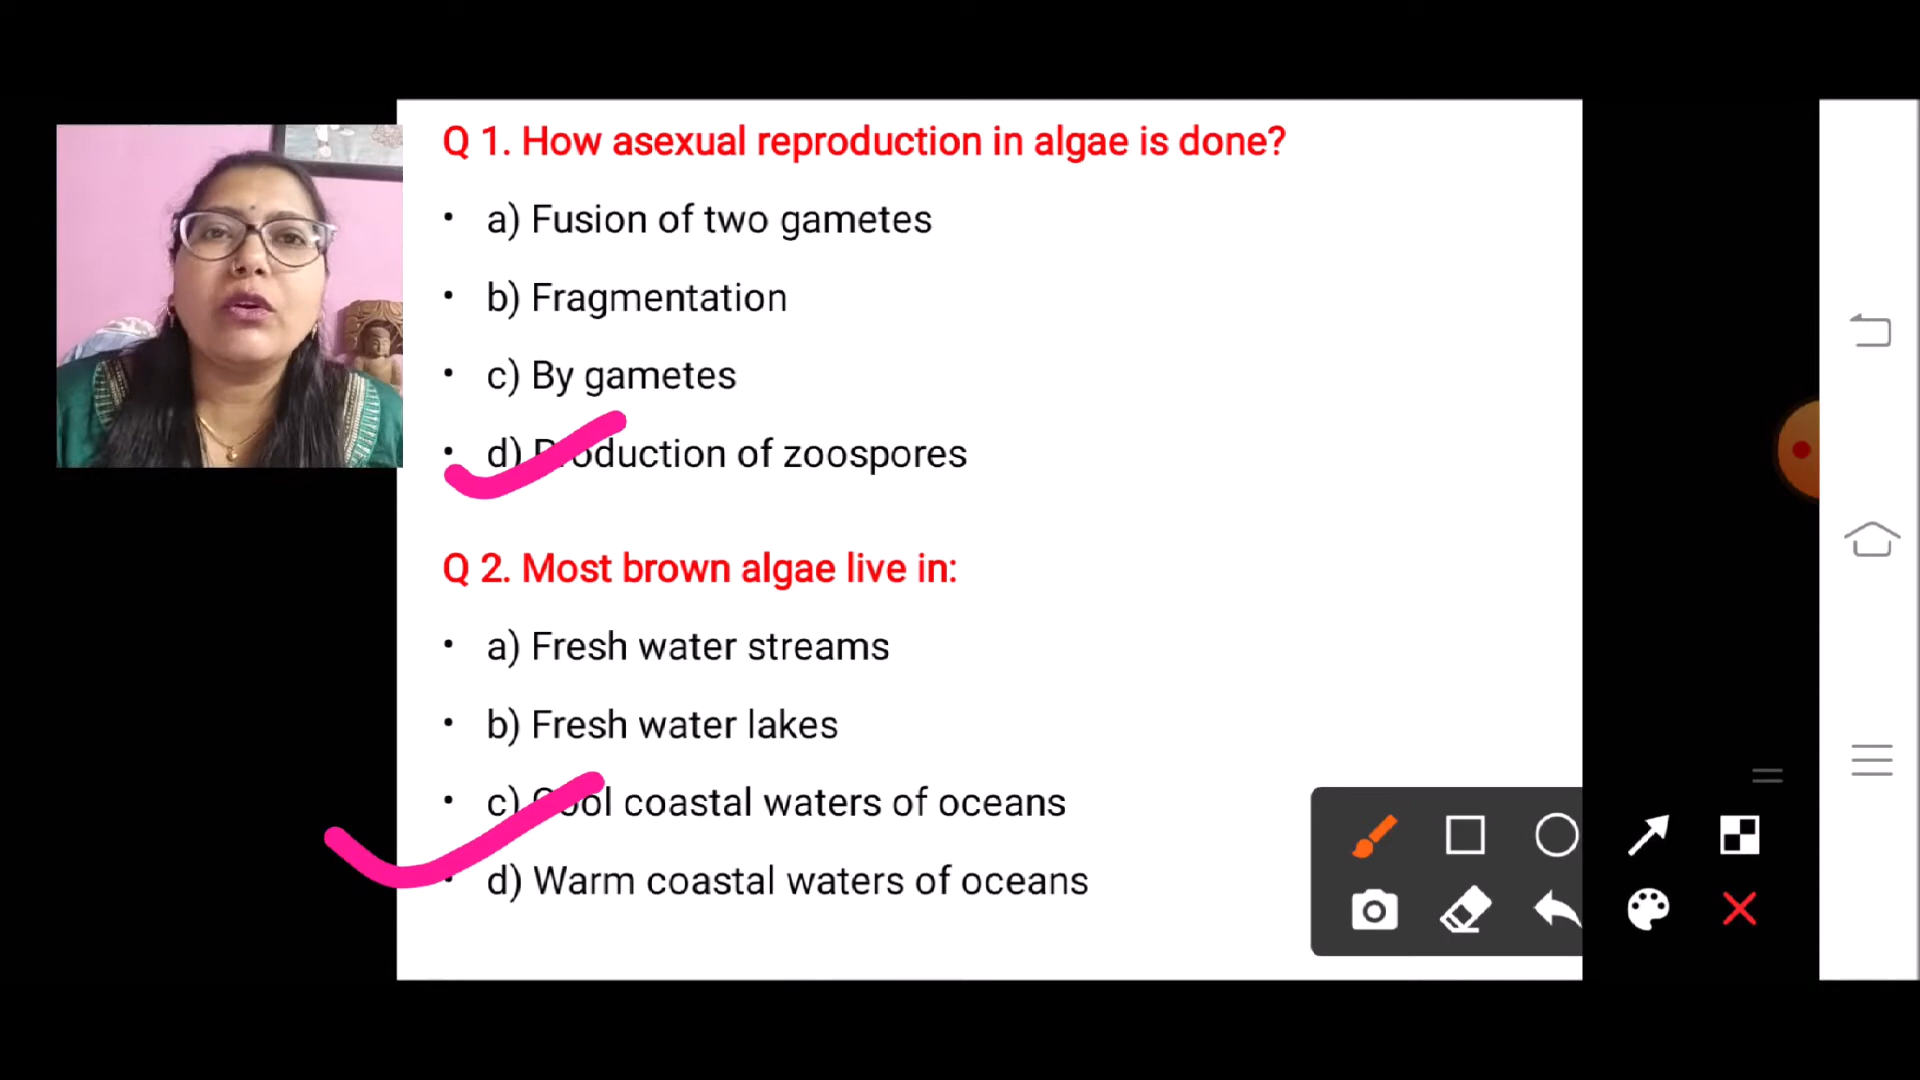 Q 1. How asexual reproduction in algae is done?
• a) Fusion of two gametes
• b) Fragmentation
• c) By gametes
• d) Production of zoospores
Q 2. Most brown algae live in:
• a) Fresh water streams
• b) Fresh water lakes
• c) Cool coastal waters of oceans
• d) Warm coastal waters of oceans